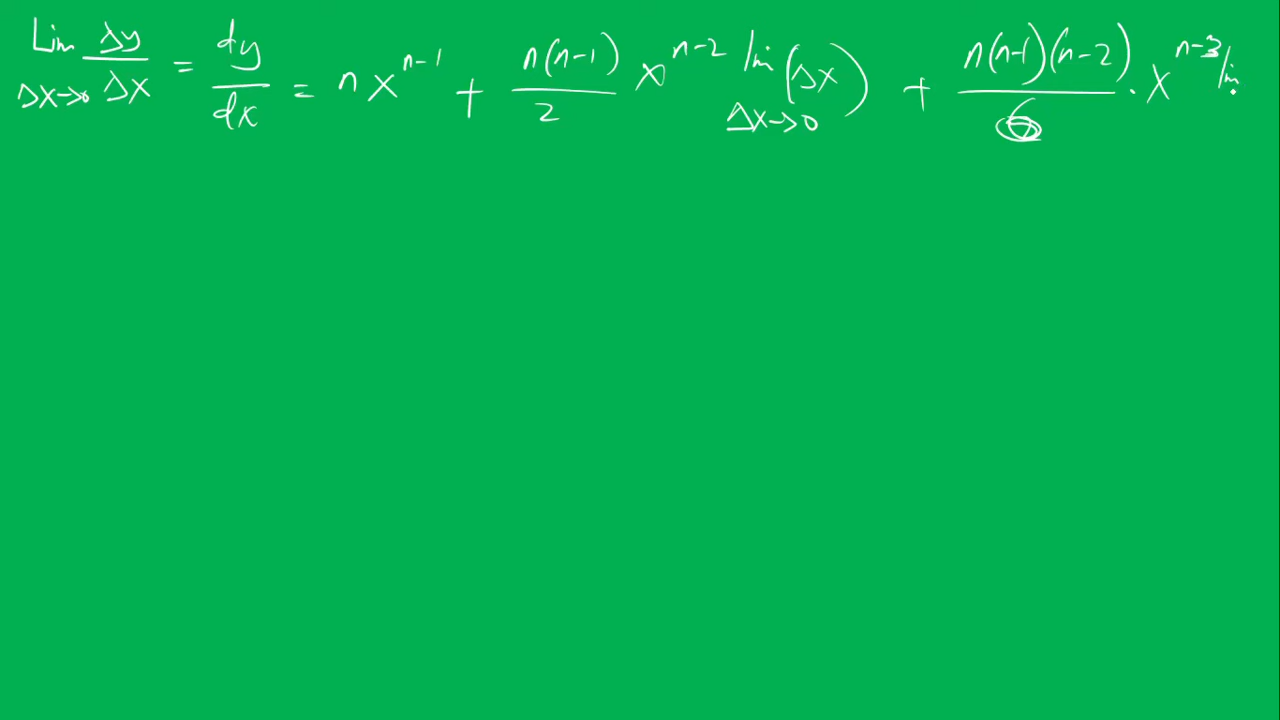 Lim Δy/Δx = dy/dx = n x^(n-1) + n(n-1)/2 x^(n-2) lim (Δx) + n(n-1)(n-2)/6 · x^(n-3) lim
Δx→0 Δx→0